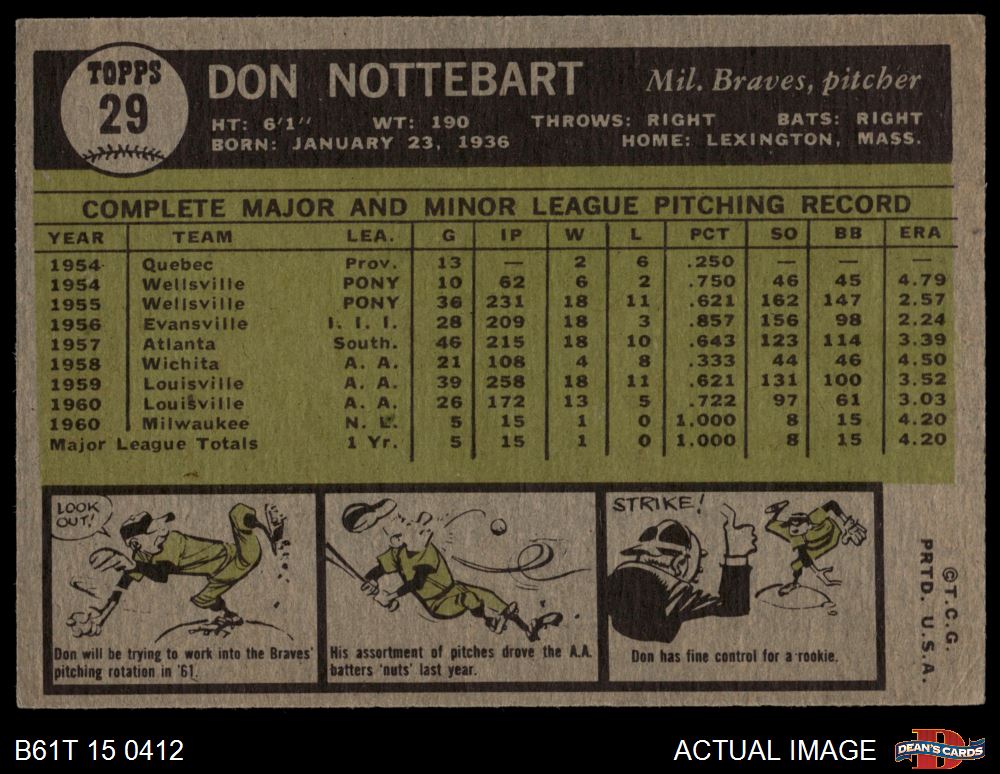 TOPPS
29
DON NOTTEBART
Mil. Braves, pitcher
HT: 6'1" WT: 190 THROWS: RIGHT BATS: RIGHT
BORN: JANUARY 23, 1936 HOME: LEXINGTON, MASS.
COMPLETE MAJOR AND MINOR LEAGUE PITCHING RECORD
YEAR TEAM LEA. G IP W L PCT SO BB ERA
1954 Quebec Prov. 13 — 2 6 .250 — — —
1954 Wellsville PONY 10 62 6 2 .750 46 45 4.79
1955 Wellsville PONY 36 231 18 11 .621 162 147 2.57
1956 Evansville I. I. I. 28 209 18 3 .857 156 98 2.24
1957 Atlanta South. 46 215 18 10 .643 123 114 3.39
1958 Wichita A. A. 21 108 4 8 .333 44 46 4.50
1959 Louisville A. A. 39 258 18 11 .621 131 100 3.52
1960 Louisville A. A. 26 172 13 5 .722 97 61 3.03
1960 Milwaukee N. L. 5 15 1 0 1.000 8 15 4.20
Major League Totals 1 Yr. 5 15 1 0 1.000 8 15 4.20
LOOK
OUT!
Don will be trying to work into the Braves'
pitching rotation in '61.
His assortment of pitches drove the A.A.
batters 'nuts' last year.
STRIKE!
Don has fine control for a rookie.
©T.C.G.
PRTD. U.S.A.
B61T 15 0412
ACTUAL IMAGE
DEAN'S CARDS